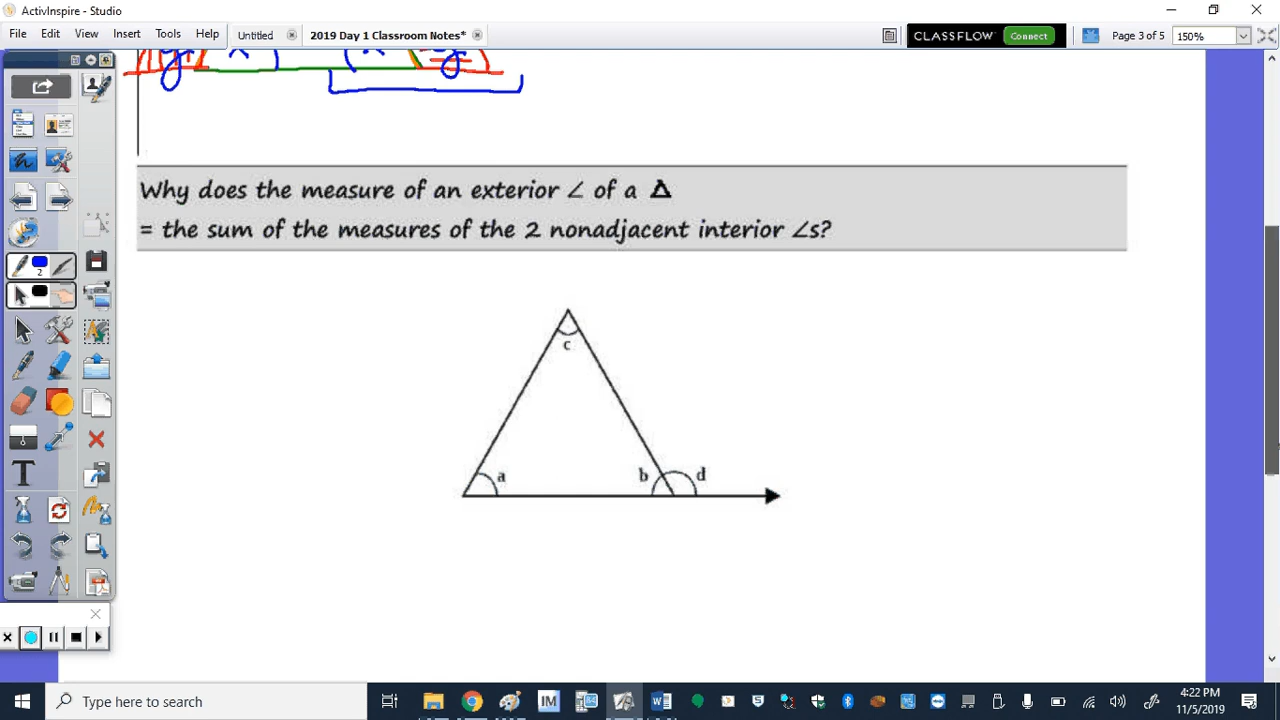 ActivInspire - Studio
File Edit View Insert Tools Help Untitled 2019 Day 1 Classroom Notes* CLASSFLOW Connect Page 3 of 5 150%
y x x y
Why does the measure of an exterior ∠ of a Δ
= the sum of the measures of the 2 nonadjacent interior ∠s?
c
a b d
2
T
IM
Type here to search
4:22 PM
11/5/2019